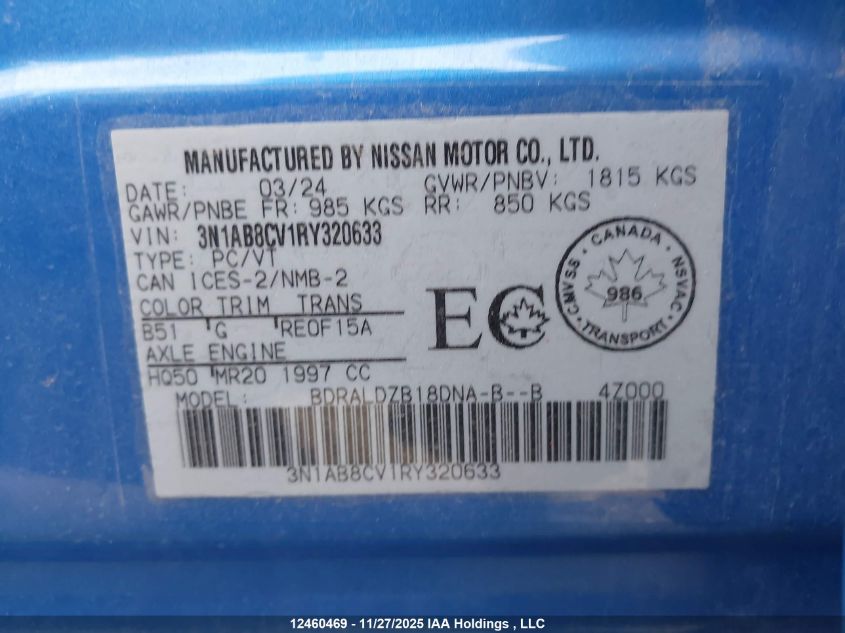 MANUFACTURED BY NISSAN MOTOR CO., LTD.
DATE: 03/24 GVWR/PNBV: 1815 KGS
GAWR/PNBE FR: 985 KGS RR: 850 KGS
VIN: 3N1AB8CV1RY320633
TYPE: PC/VT
CAN ICES-2/NMB-2
COLOR TRIM TRANS
B51 G RE0F15A
AXLE ENGINE
HQ50 MR20 1997 CC
EC
CANADA
CMVSS 986 NSVAC
TRANSPORT
MODEL: BDRALDZB18DNA-B--B 4Z000
3N1AB8CV1RY320633
12460469 - 11/27/2025 IAA Holdings , LLC